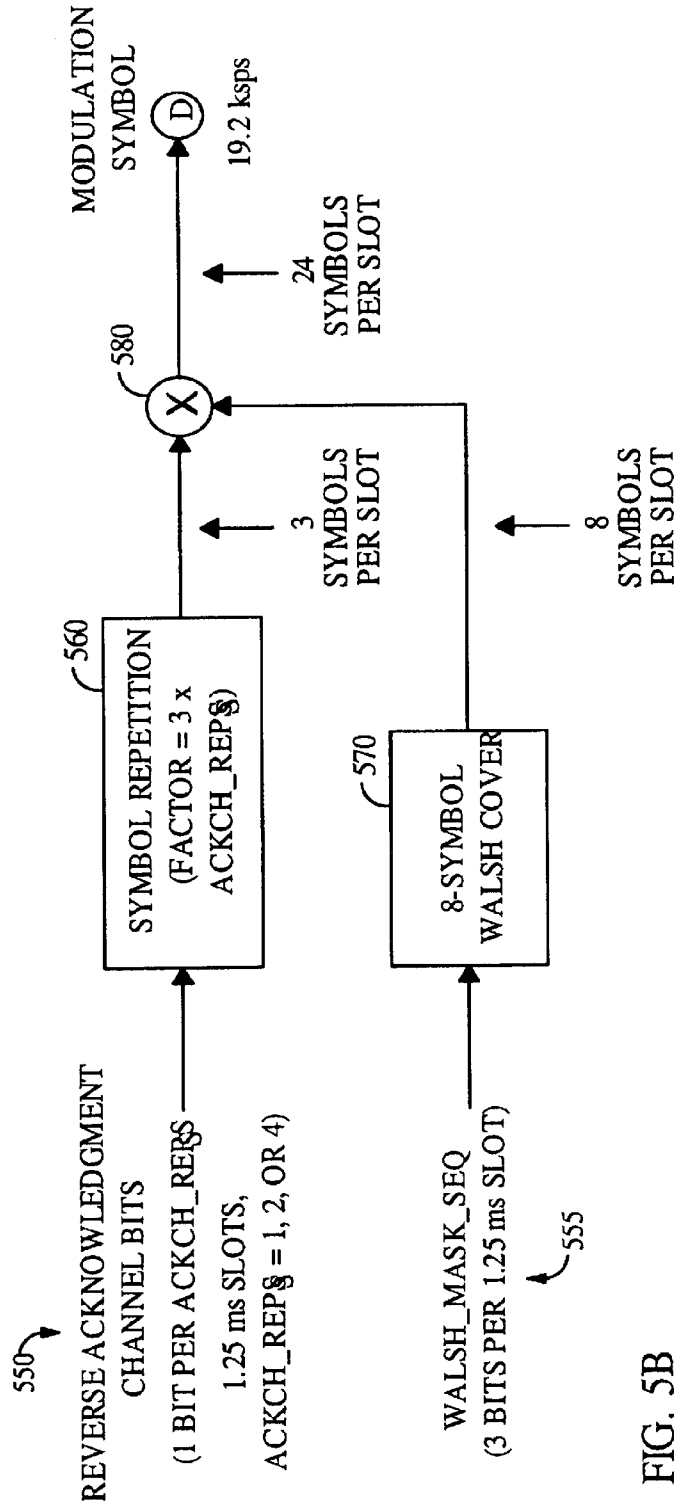 550
REVERSE ACKNOWLEDGMENT
CHANNEL BITS
(1 BIT PER ACKCH_REPS
1.25 ms SLOTS,
ACKCH_REPS = 1, 2, OR 4)
560
SYMBOL REPETITION
(FACTOR = 3 x
ACKCH_REPS)
3
SYMBOLS
PER SLOT
580
X
24
SYMBOLS
PER SLOT
MODULATION
SYMBOL
D
19.2 ksps
WALSH_MASK_SEQ
(3 BITS PER 1.25 ms SLOT)
555
570
8-SYMBOL
WALSH COVER
8
SYMBOLS
PER SLOT
FIG. 5B